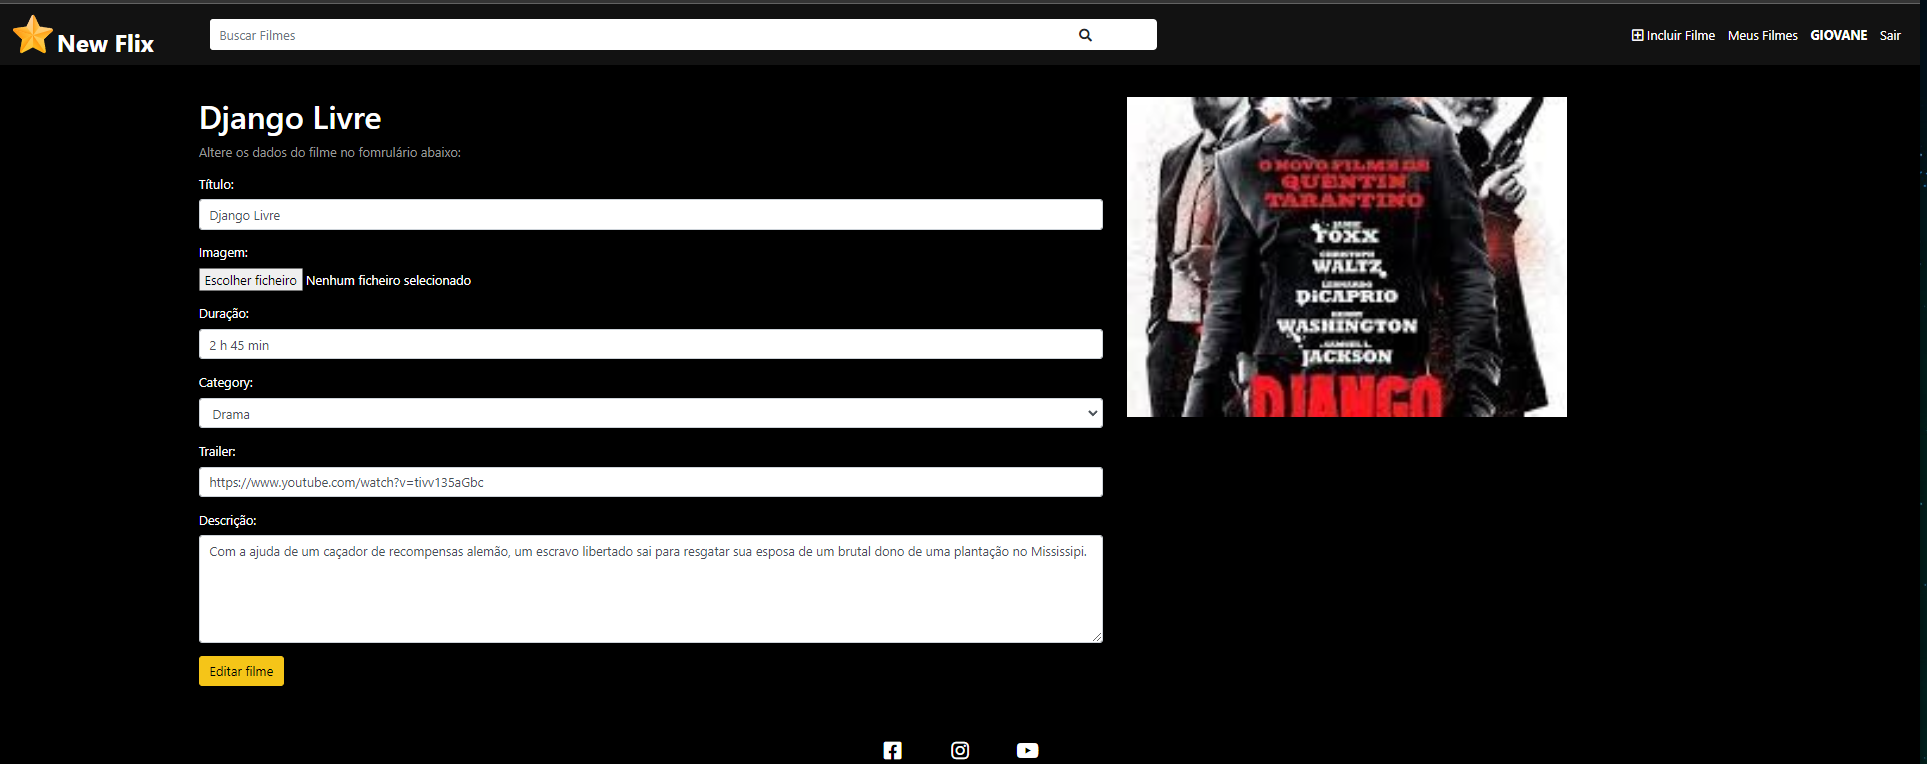 New Flix
Buscar Filmes
Incluir Filme Meus Filmes GIOVANE Sair
Django Livre
Altere os dados do filme no fomrulário abaixo:
Título:
Django Livre
Imagem:
Escolher ficheiro Nenhum ficheiro selecionado
Duração:
2 h 45 min
Category:
Drama
Trailer:
https://www.youtube.com/watch?v=tivv135aGbc
Descrição:
Com a ajuda de um caçador de recompensas alemão, um escravo libertado sai para resgatar sua esposa de um brutal dono de uma plantação no Mississipi.
Editar filme
O NOVO FILME DE
QUENTIN
TARANTINO
JAMIE
FOXX
CHRISTOPH
WALTZ
LEONARDO
DiCAPRIO
KERRY
WASHINGTON
SAMUEL L.
JACKSON
DJANGO